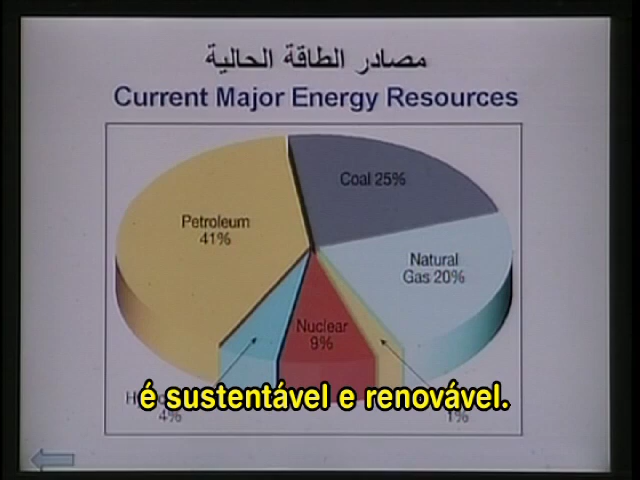 مصادر الطاقة الحالية
Current Major Energy Resources
Coal 25%
Petroleum
41%
Natural
Gas 20%
Nuclear
9%
é sustentável e renovável.
4%
1%